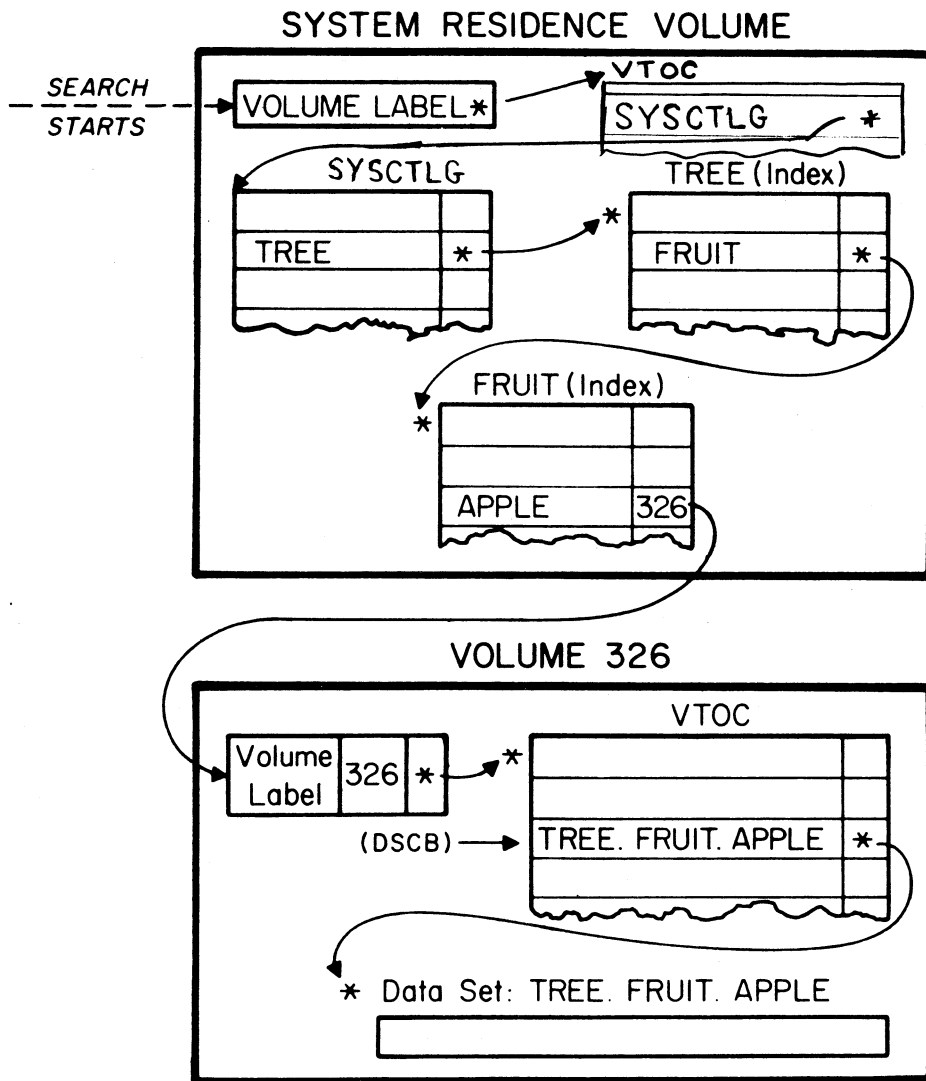 SYSTEM RESIDENCE VOLUME
SEARCH
STARTS
VOLUME LABEL*
VTOC
SYSCTLG *
SYSCTLG
TREE *
TREE (Index)
*
FRUIT *
FRUIT (Index)
*
APPLE 326
VOLUME 326
Volume
Label
326 *
VTOC
*
(DSCB)
TREE. FRUIT. APPLE *
* Data Set: TREE. FRUIT. APPLE